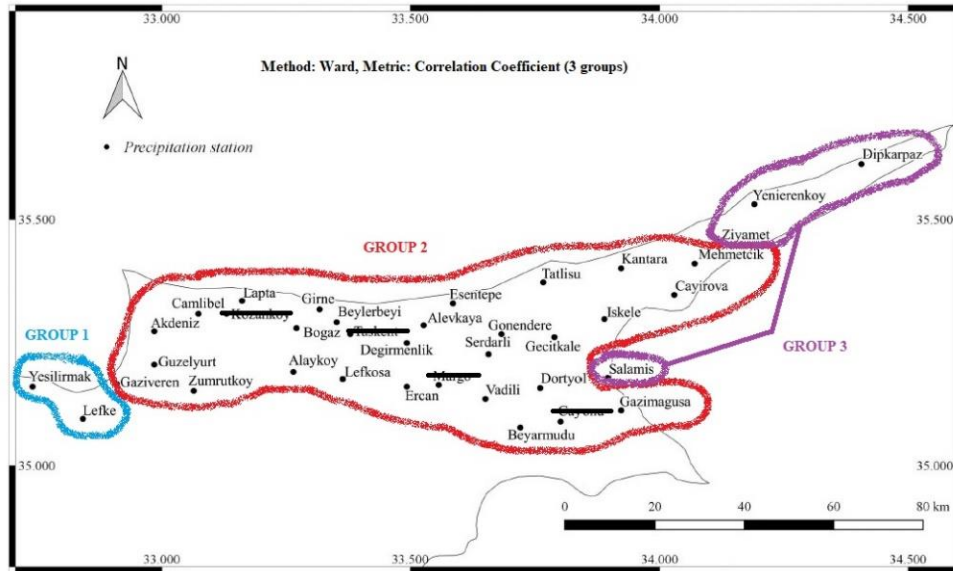 33.000 33.500 34.000 34.500
Method: Ward, Metric: Correlation Coefficient (3 groups)
N
Precipitation station
Dipkarpaz
Yenierenkoy
35.500 35.500
Ziyamet
GROUP 2
Mehmetcik
Kantara
Tatlisu
Cayirova
Esentepe
Lapta
Girne
Camlibel
Iskele
Beylerbeyi
Akdeniz
Alevkaya
Bogaz
Gonendere
GROUP 1
Degirmenlik
Serdarli
Gecitkale
GROUP 3
Guzelyurt
Alaykoy
Salamis
Yesilirmak
Gaziveren
Zumrutkoy
Lefkosa
Dortyol
Ercan
Vadili
Gazimagusa
Lefke
Beyarmudu
35.000 35.000
0 20 40 60 80 km
33.000 33.500 34.000 34.500